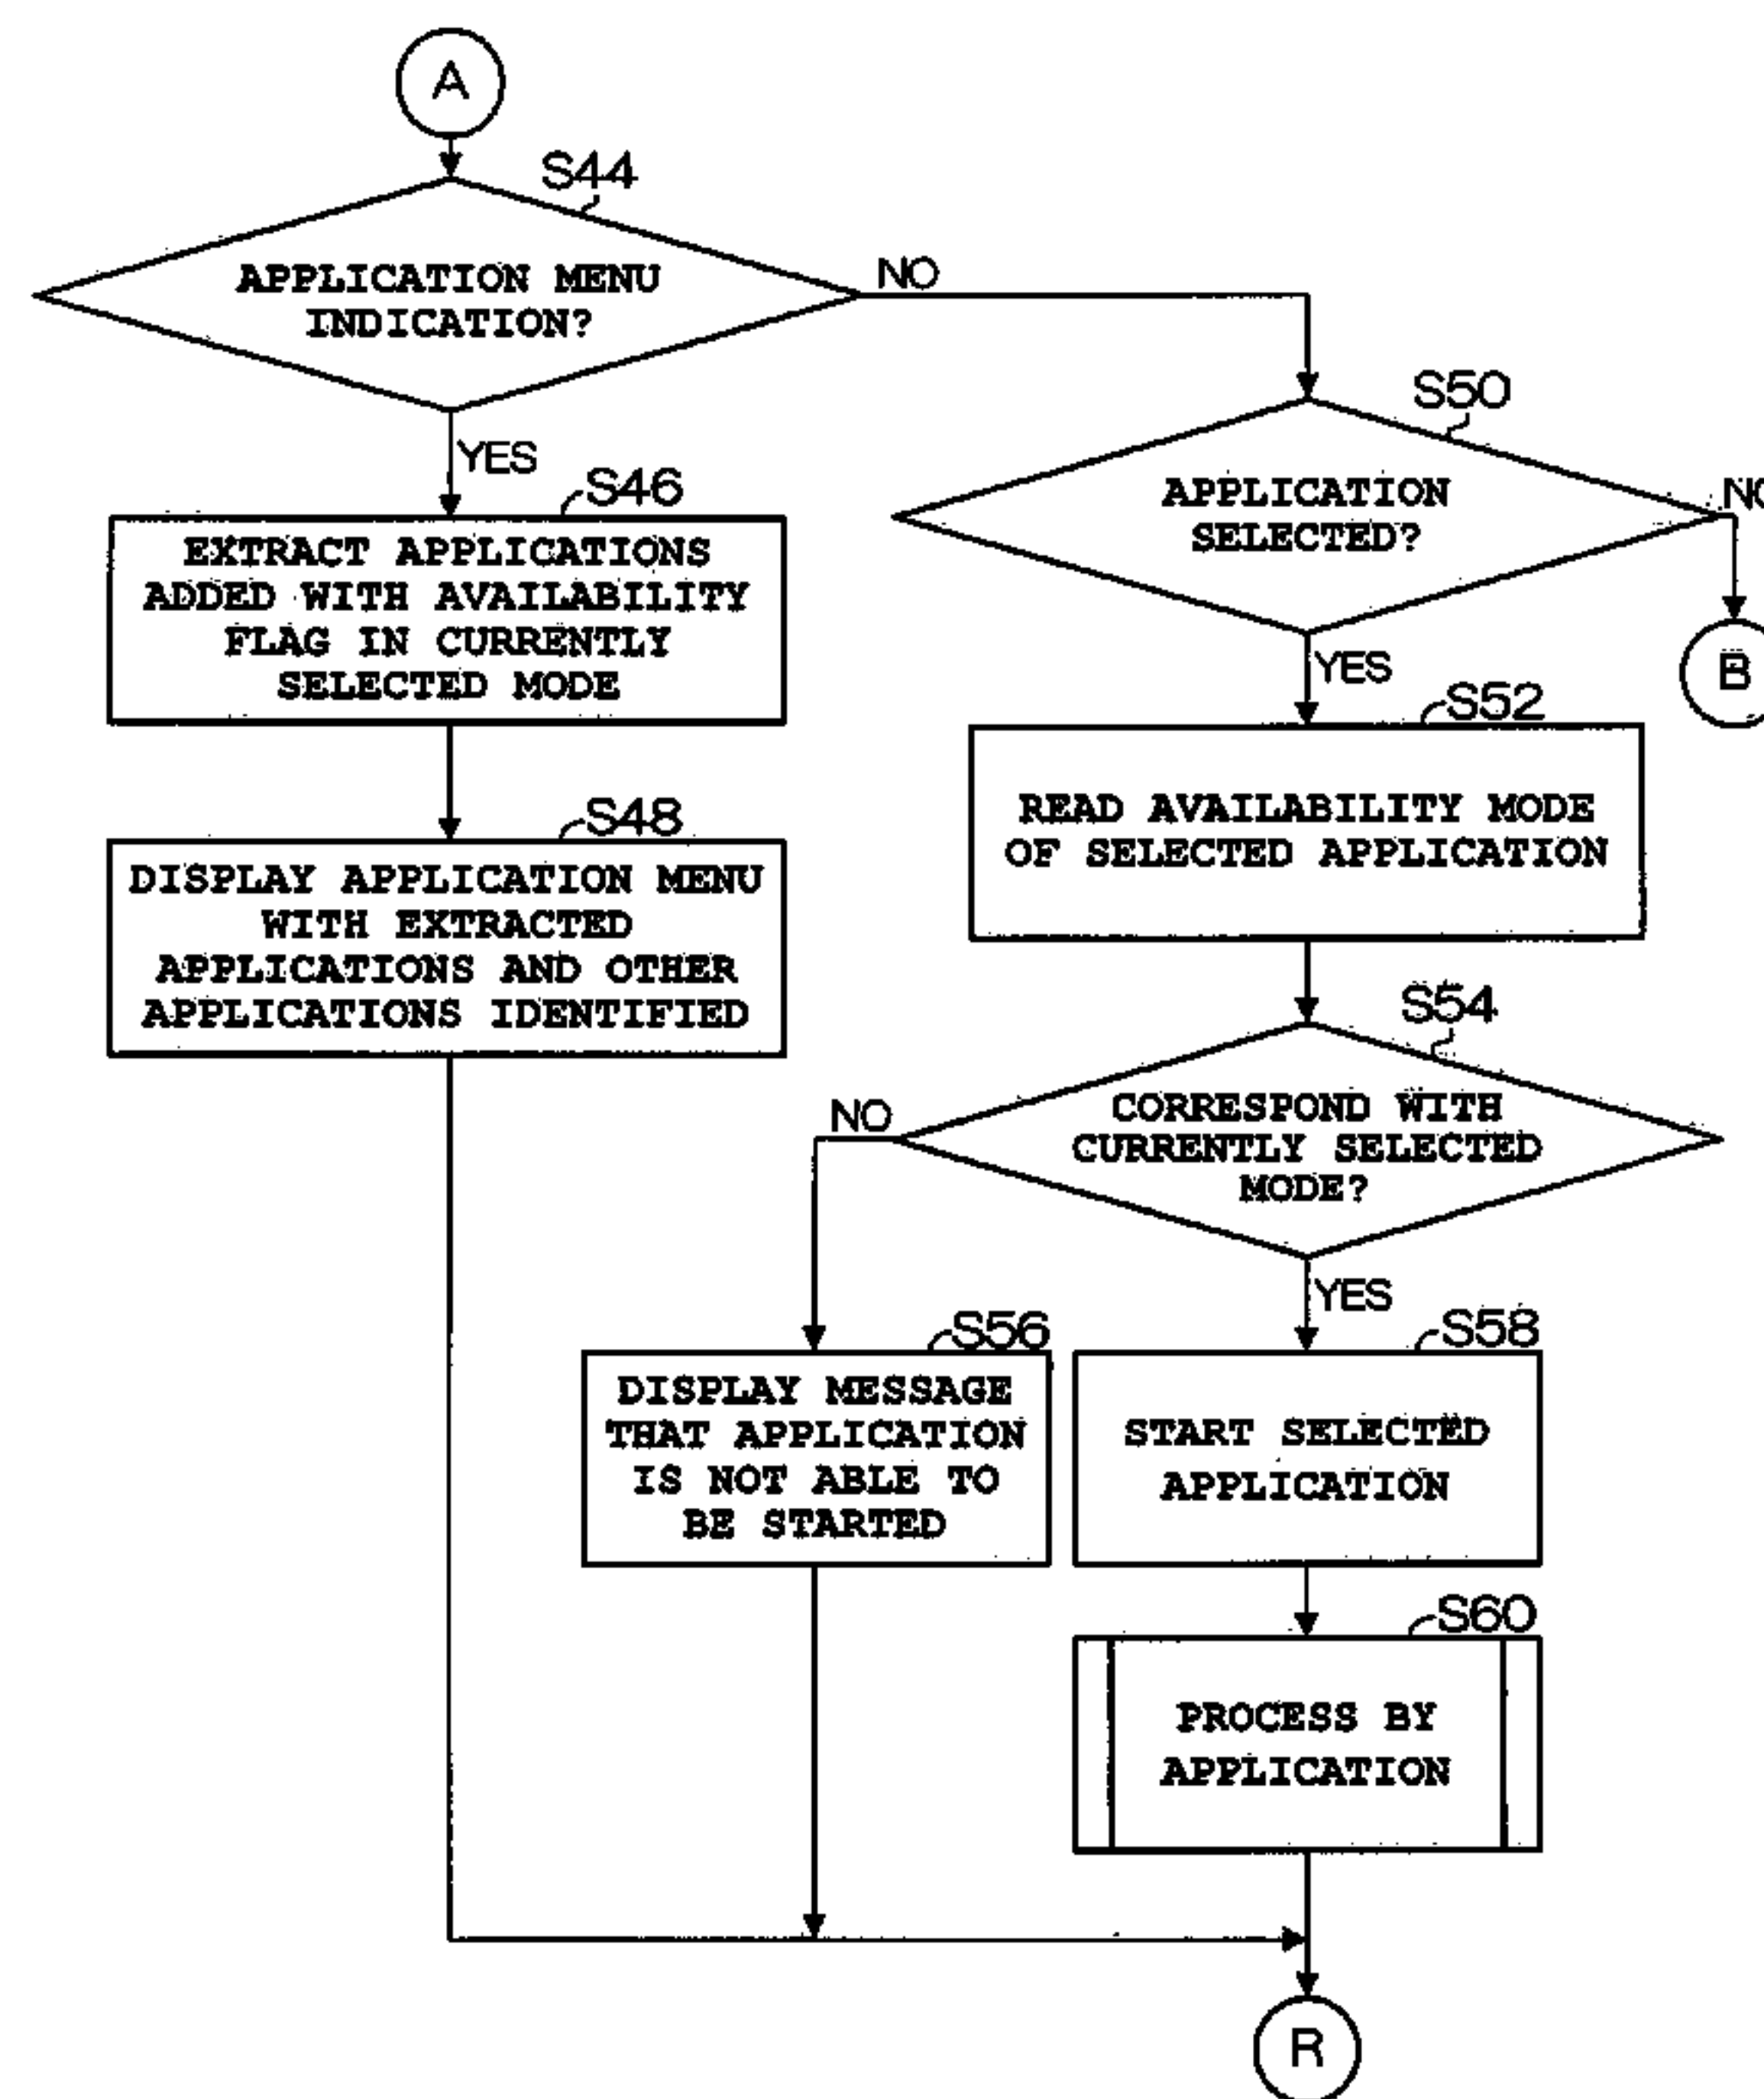 A
S44
APPLICATION MENU
INDICATION?
NO
YES
S46
EXTRACT APPLICATIONS
ADDED WITH AVAILABILITY
FLAG IN CURRENTLY
SELECTED MODE
S48
DISPLAY APPLICATION MENU
WITH EXTRACTED
APPLICATIONS AND OTHER
APPLICATIONS IDENTIFIED
S50
APPLICATION
SELECTED?
NO
B
YES
S52
READ AVAILABILITY MODE
OF SELECTED APPLICATION
S54
CORRESPOND WITH
CURRENTLY SELECTED
MODE?
NO
YES
S56
DISPLAY MESSAGE
THAT APPLICATION
IS NOT ABLE TO
BE STARTED
S58
START SELECTED
APPLICATION
S60
PROCESS BY
APPLICATION
R